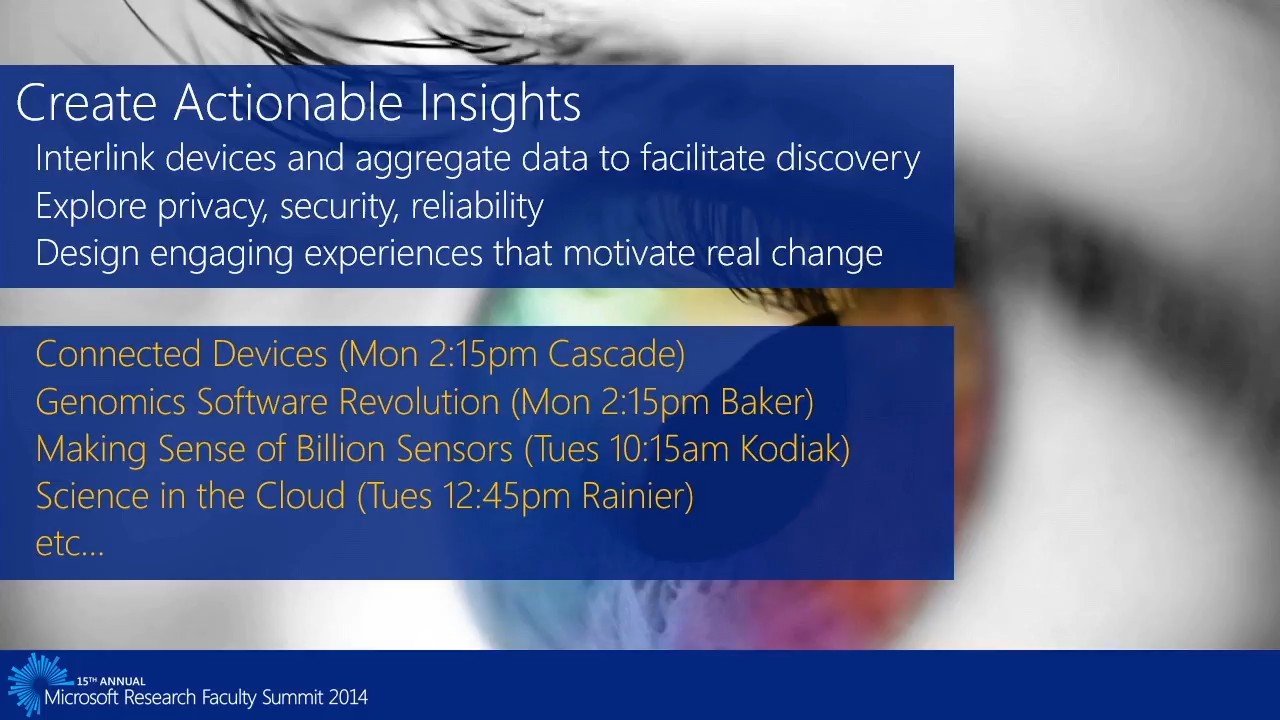 Create Actionable Insights
Interlink devices and aggregate data to facilitate discovery
Explore privacy, security, reliability
Design engaging experiences that motivate real change
Connected Devices (Mon 2:15pm Cascade)
Genomics Software Revolution (Mon 2:15pm Baker)
Making Sense of Billion Sensors (Tues 10:15am Kodiak)
Science in the Cloud (Tues 12:45pm Rainier)
etc...
15TH ANNUAL
Microsoft Research Faculty Summit 2014